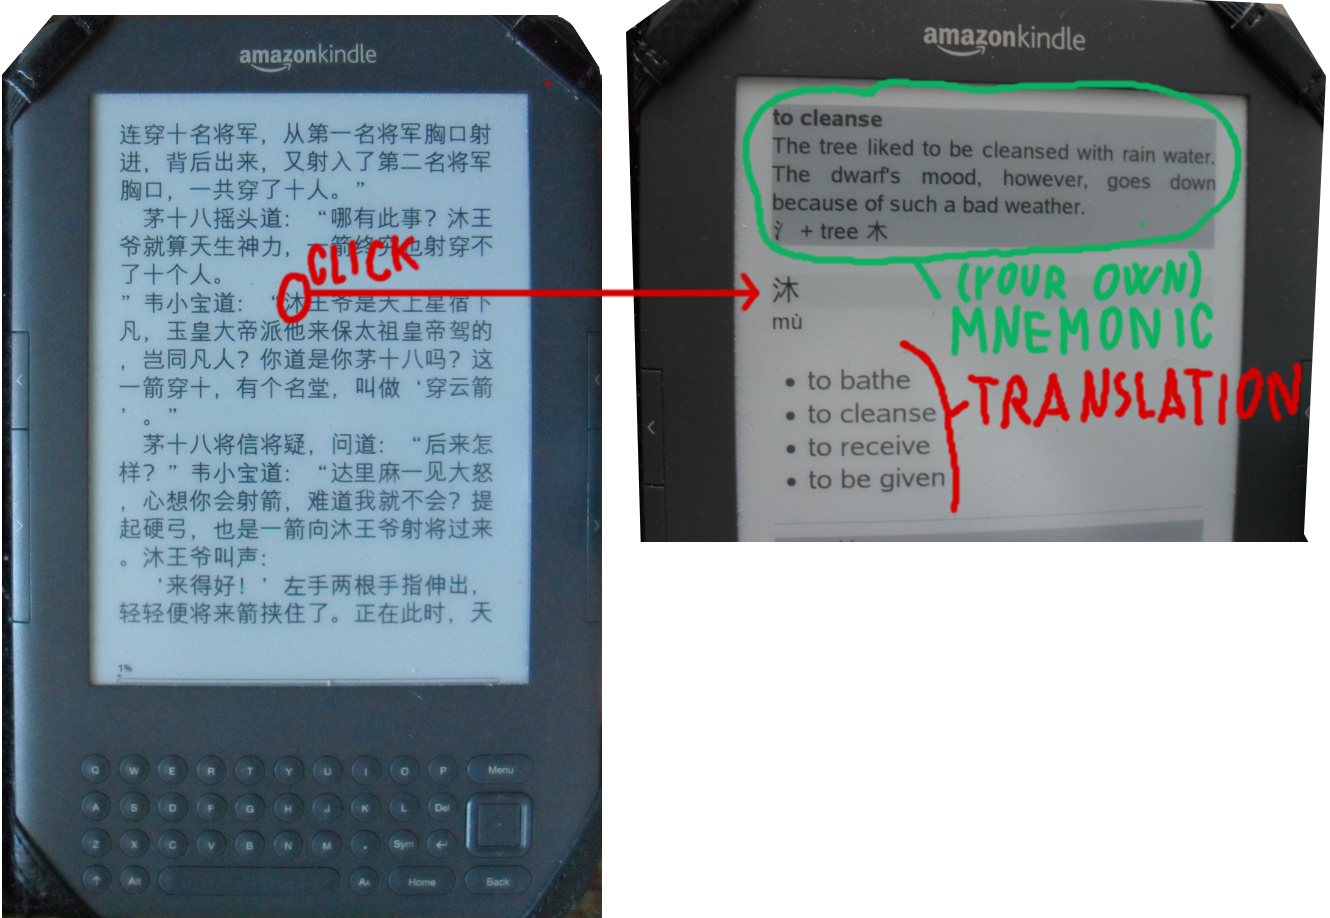 amazonkindle
连穿十名将军，从第一名将军胸口射
进，背后出来，又射入了第二名将军
胸口，一共穿了十人。”
茅十八摇头道：“哪有此事？沐王
爷就算天生神力，一箭终究也射穿不
了十个人。
”韦小宝道：“沐王爷是天上星宿下
凡，玉皇大帝派他来保太祖皇帝驾的
，岂同凡人？你道是你茅十八吗？这
一箭穿十，有个名堂，叫做‘穿云箭
’。”
茅十八将信将疑，问道：“后来怎
样？”韦小宝道：“达里麻一见大怒
，心想你会射箭，难道我就不会？提
起硬弓，也是一箭向沐王爷射将过来
。沐王爷叫声：
‘来得好！’左手两根手指伸出，
轻轻便将来箭挟住了。正在此时，天
1%
Q W E R T Y U I O P Menu
A S D F G H J K L Del
Z X C V B N M . Sym ↵
↑ Alt Aa Home Back
CLICK
amazonkindle
to cleanse
The tree liked to be cleansed with rain water.
The dwarf's mood, however, goes down
because of such a bad weather.
氵 + tree 木
沐
mù
• to bathe
• to cleanse
• to receive
• to be given
(YOUR OWN)
MNEMONIC
TRANSLATION